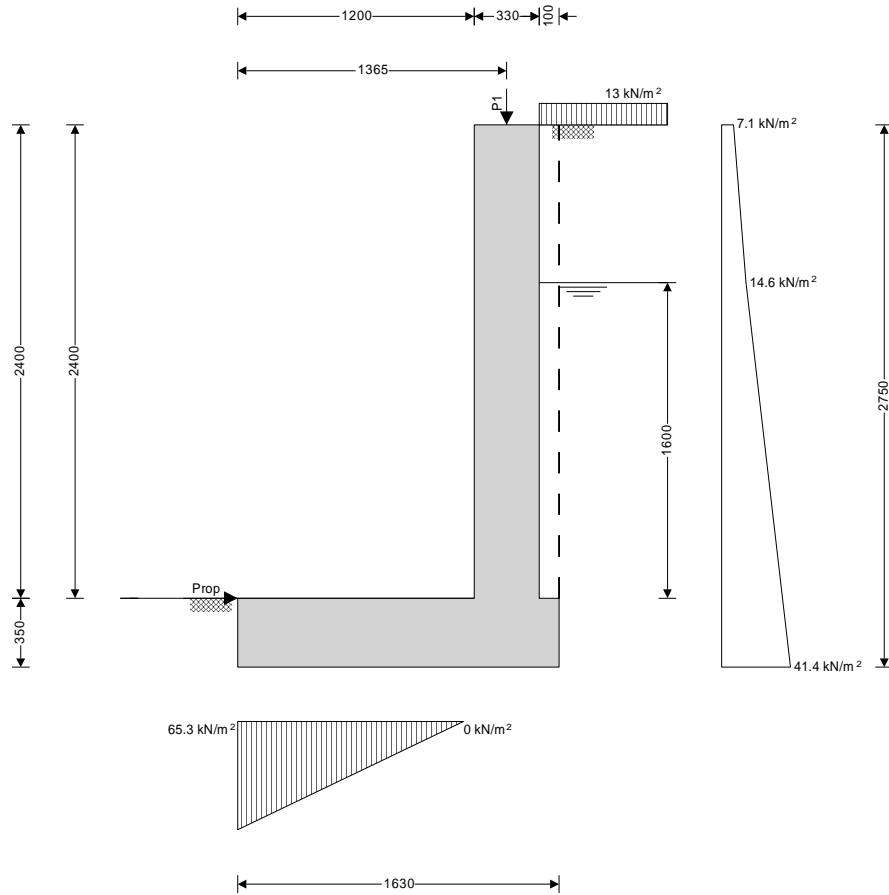 1200
330
100
1365
P1
13 kN/m²
7.1 kN/m²
14.6 kN/m²
2400
2400
1600
2750
Prop
350
41.4 kN/m²
65.3 kN/m²
0 kN/m²
1630